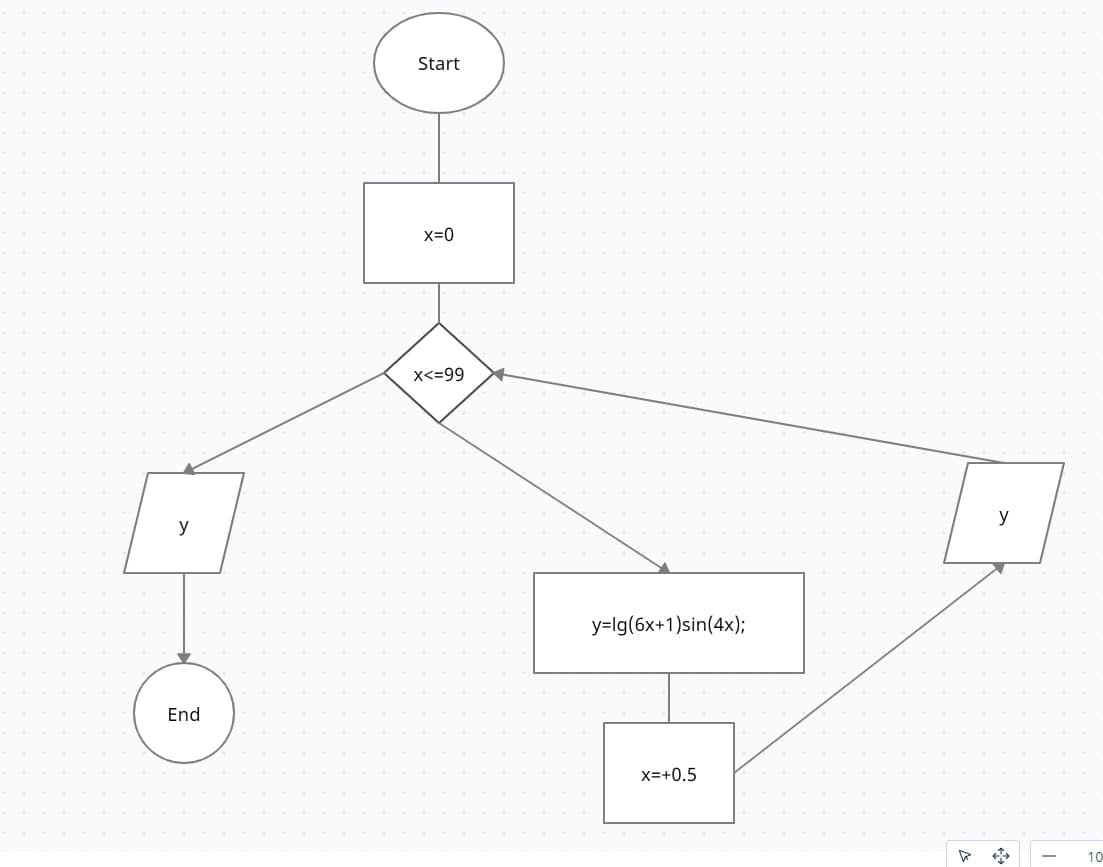 Start
x=0
x<=99
y
y
y=lg(6x+1)sin(4x);
End
x=+0.5
10